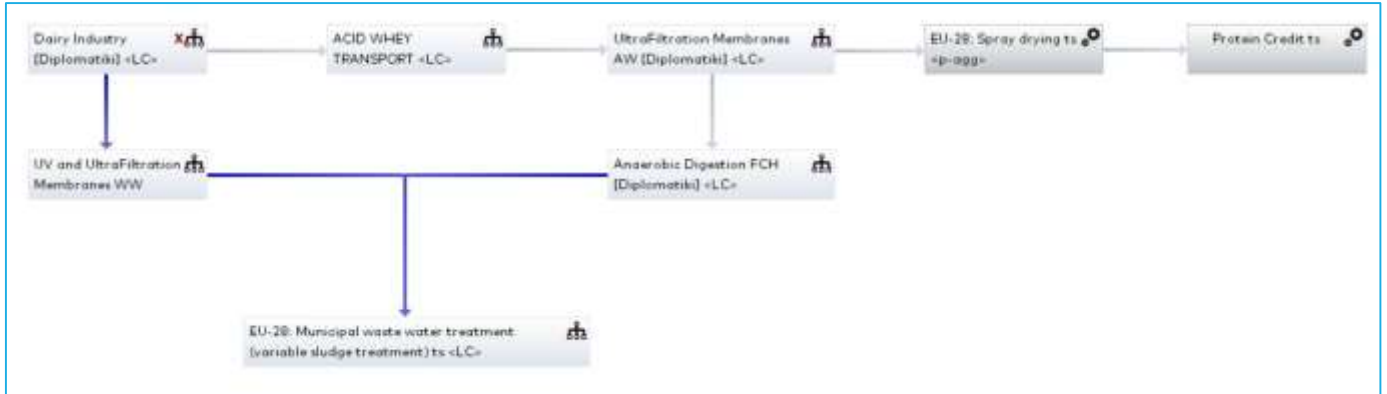 Dairy Industry
[Diplomatiki] <LC>
ACID WHEY
TRANSPORT <LC>
UltraFiltration Membranes
AW [Diplomatiki] <LC>
EU-28: Spray drying ts
<p-agg>
Protein Credit ts
UV and UltraFiltration
Membranes WW
Anaerobic Digestion FCH
[Diplomatiki] <LC>
EU-28: Municipal waste water treatment
(variable sludge treatment) ts <LC>